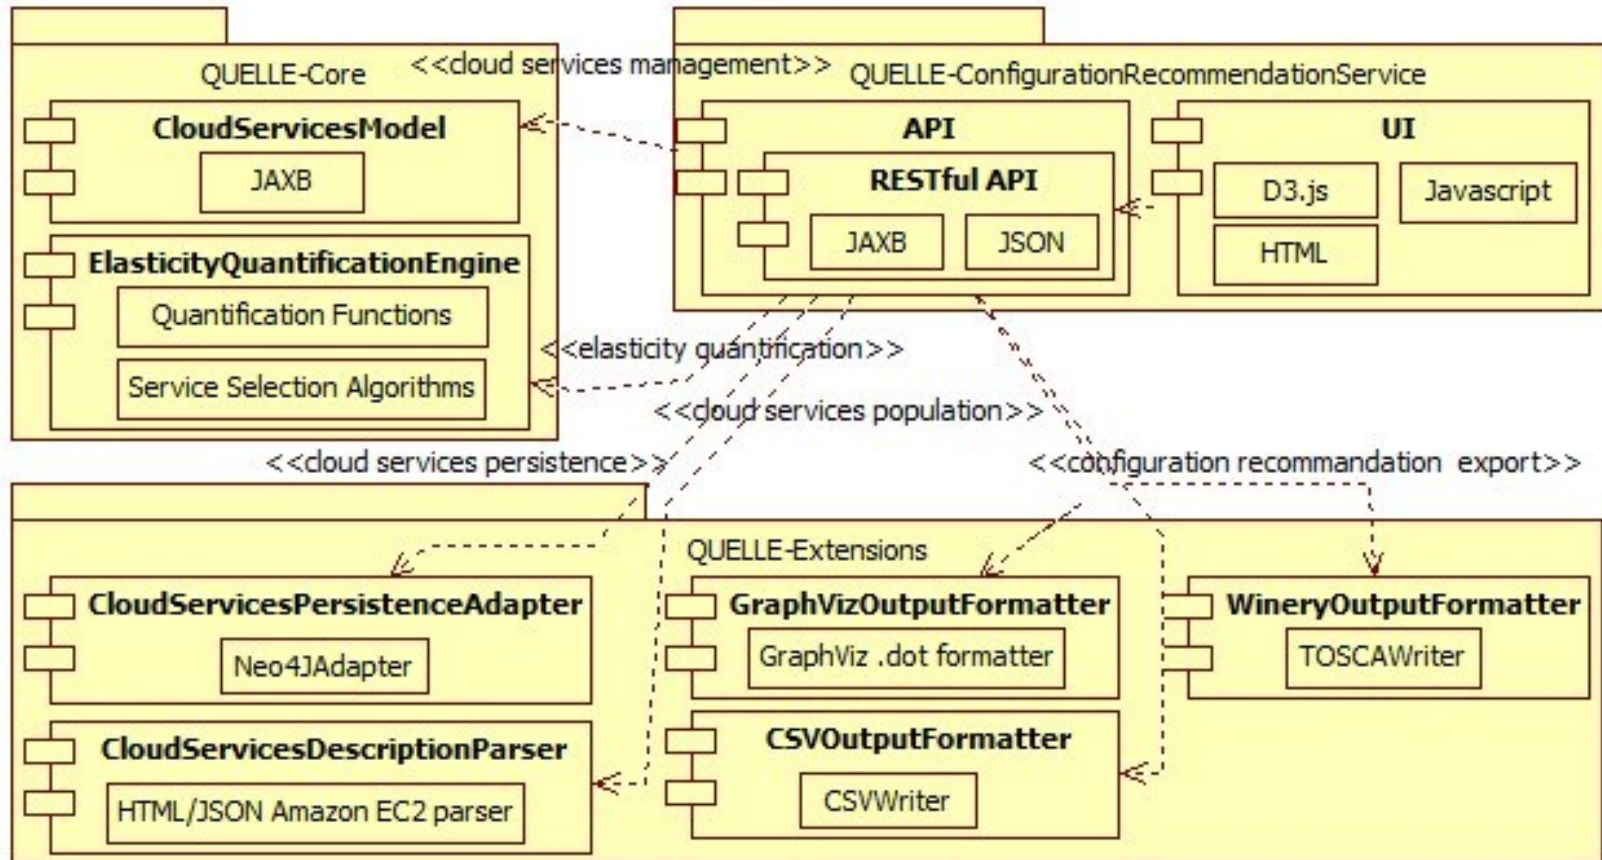 QUELLE-Core
<<cloud services management>>
QUELLE-ConfigurationRecommendationService
CloudServicesModel
JAXB
API
RESTful API
JAXB
JSON
UI
D3.js
Javascript
HTML
ElasticityQuantificationEngine
Quantification Functions
Service Selection Algorithms
<<elasticity quantification>>
<<cloud services population>>
<<cloud services persistence>>
<<configuration recommandation export>>
QUELLE-Extensions
CloudServicesPersistenceAdapter
Neo4JAdapter
GraphVizOutputFormatter
GraphViz .dot formatter
WineryOutputFormatter
TOSCAWriter
CloudServicesDescriptionParser
HTML/JSON Amazon EC2 parser
CSVOutputFormatter
CSVWriter